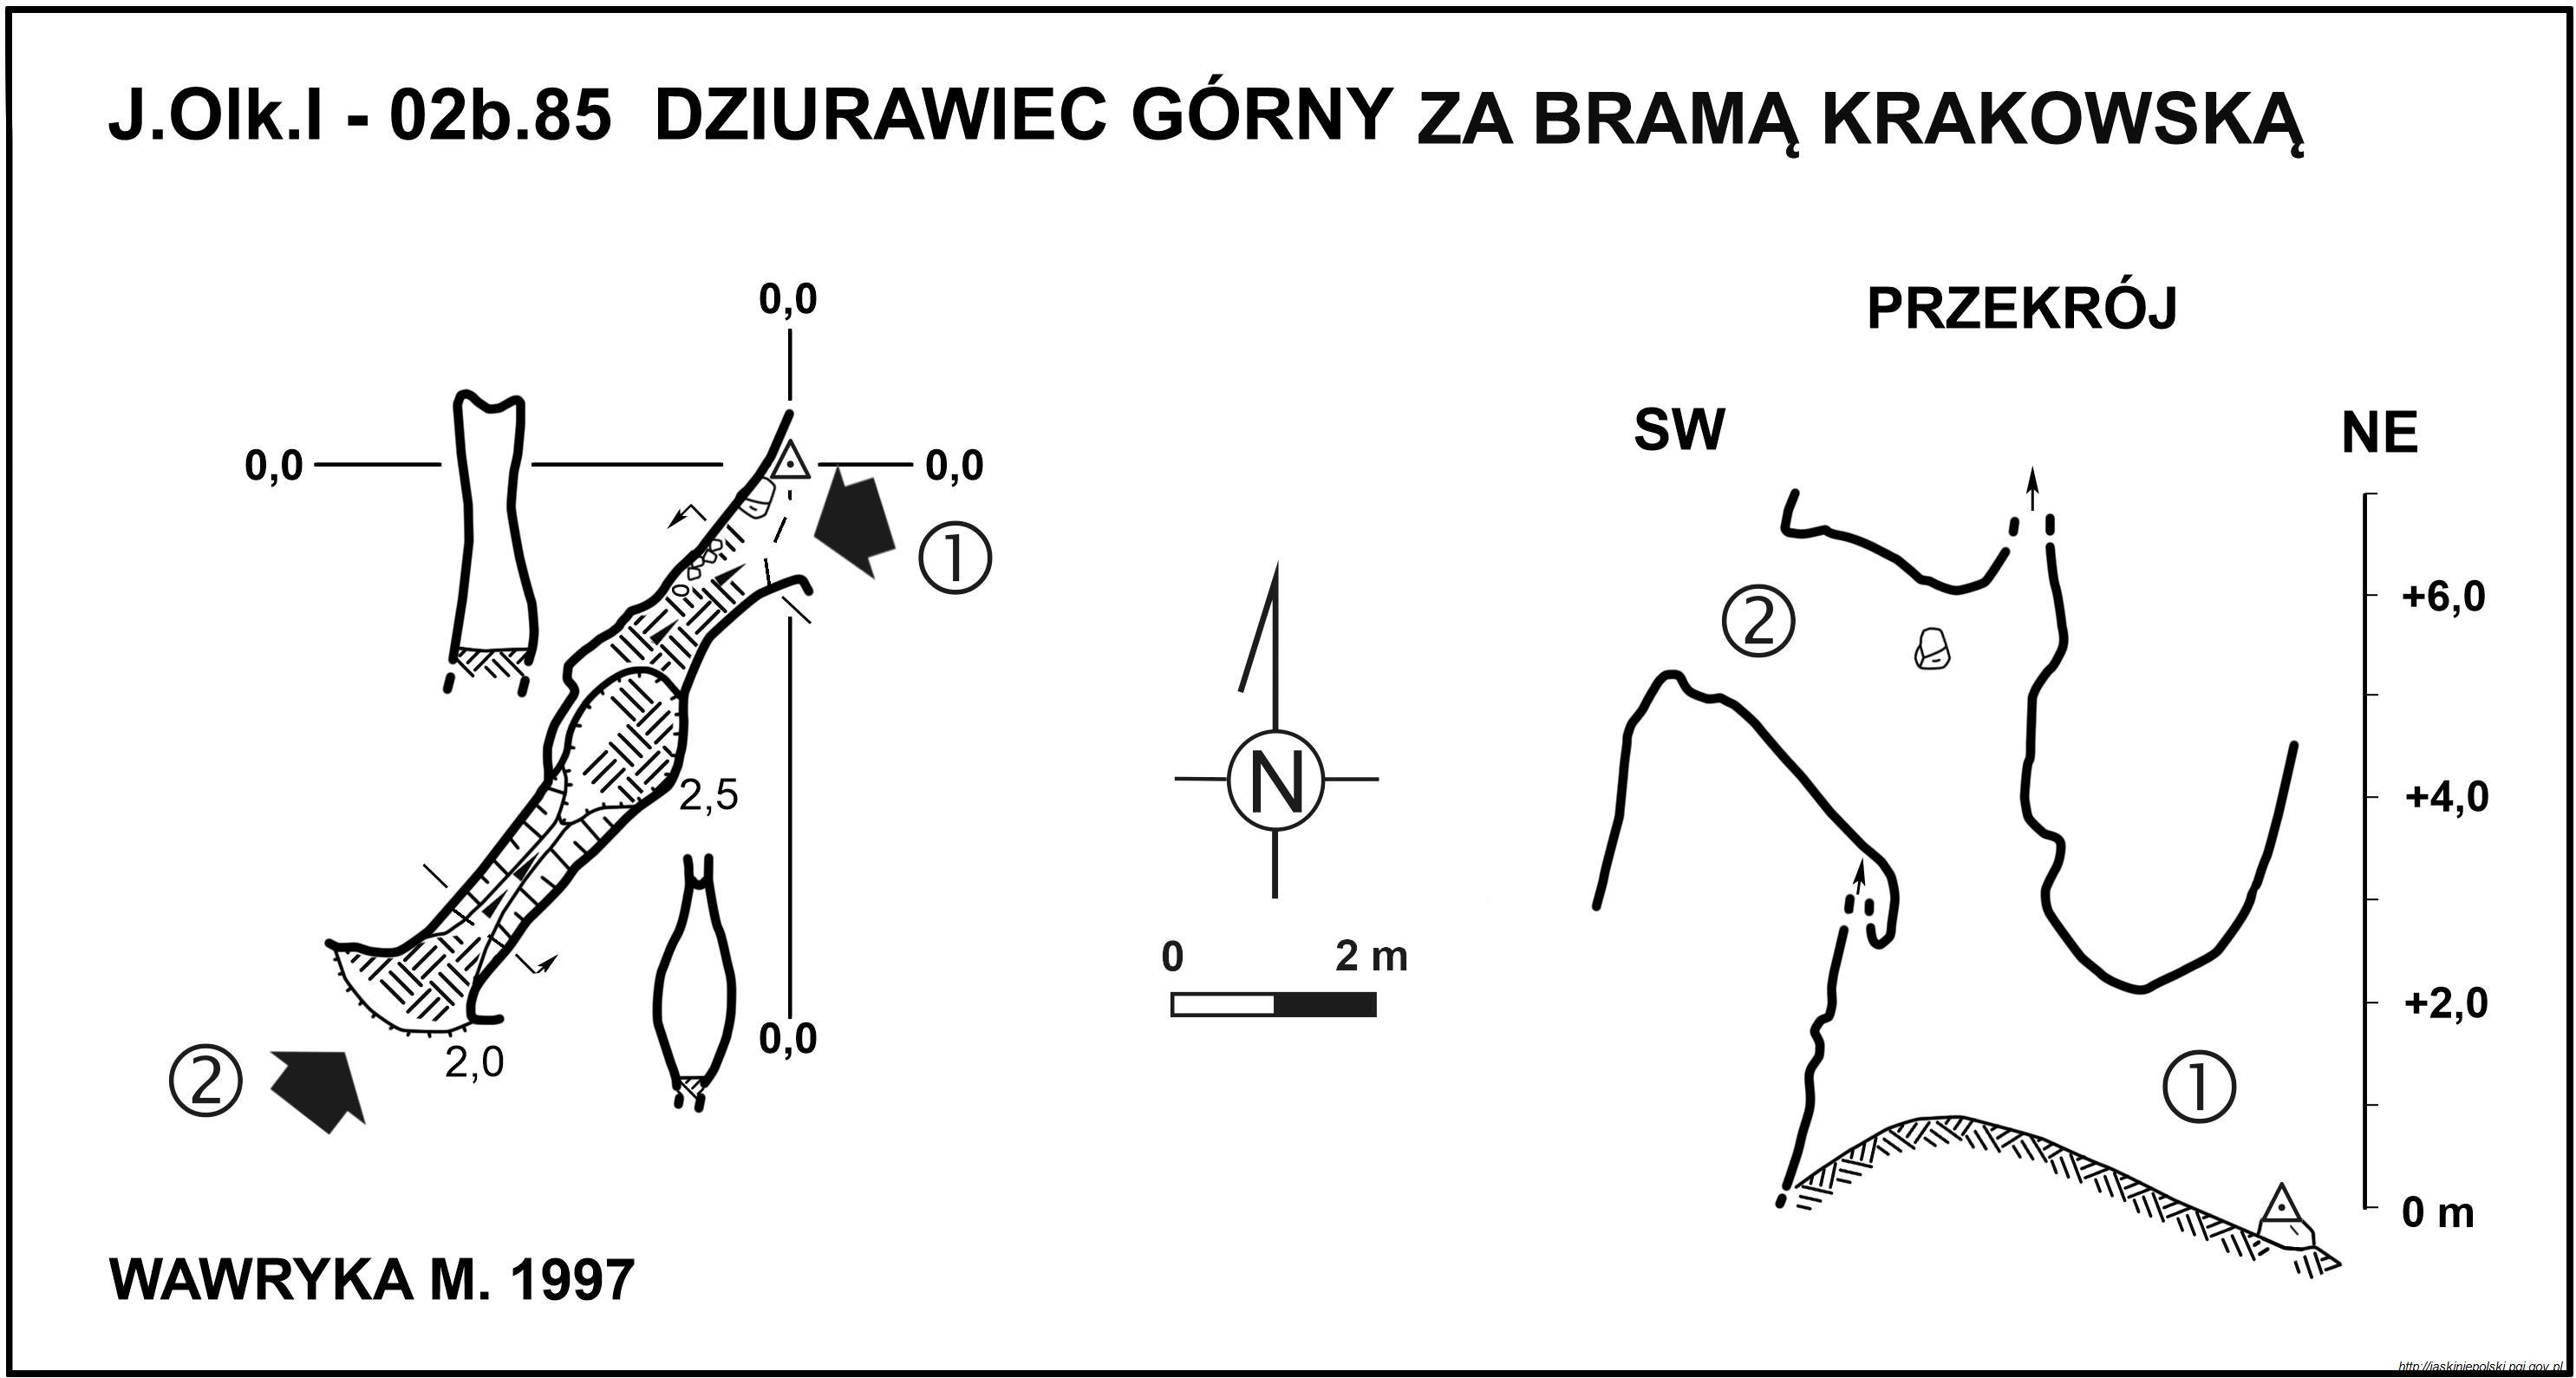 J.Olk.I - 02b.85 DZIURAWIEC GÓRNY ZA BRAMĄ KRAKOWSKĄ
0,0
PRZEKRÓJ
SW
NE
0,0
0,0
1
2
+6,0
N
2,5
+4,0
0
2 m
+2,0
0,0
2
2,0
1
0 m
WAWRYKA M. 1997
http://jaskiniepolski.pgi.gov.pl